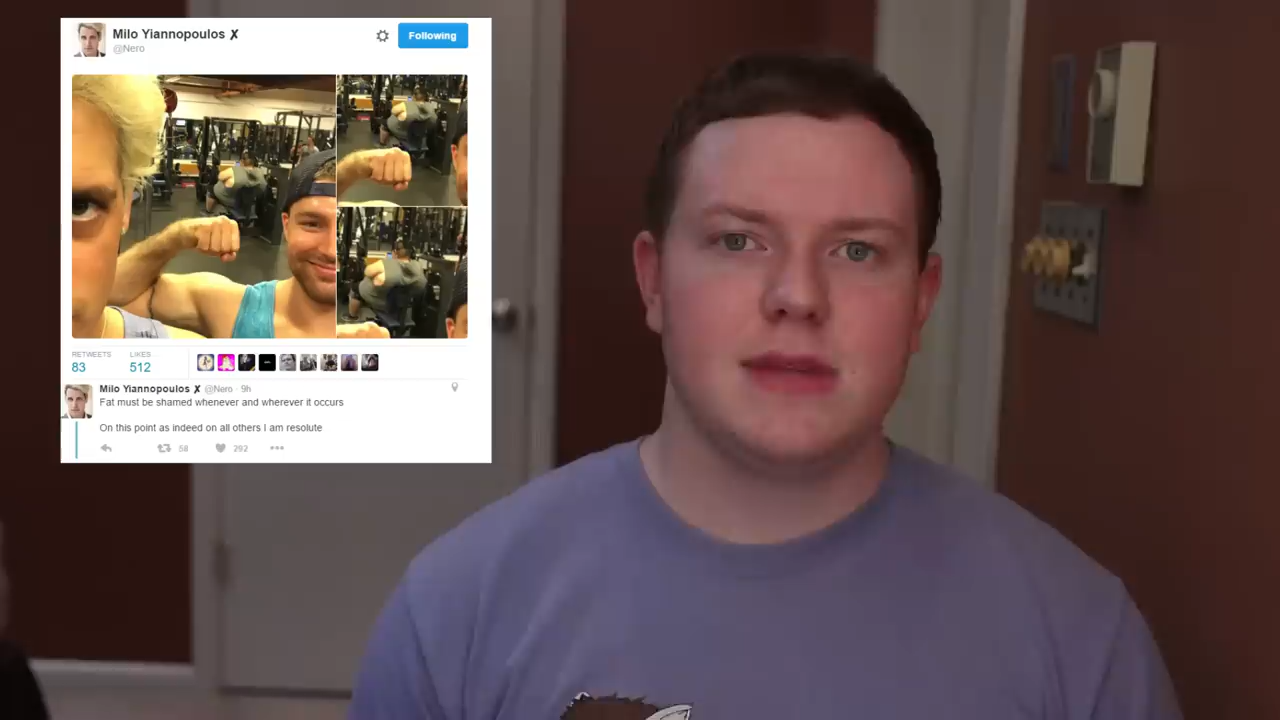 Milo Yiannopoulos ✘
@Nero
Following
RETWEETS
LIKES
83
512
Milo Yiannopoulos ✘ @Nero · 9h
Fat must be shamed whenever and wherever it occurs
On this point as indeed on all others I am resolute
58
292